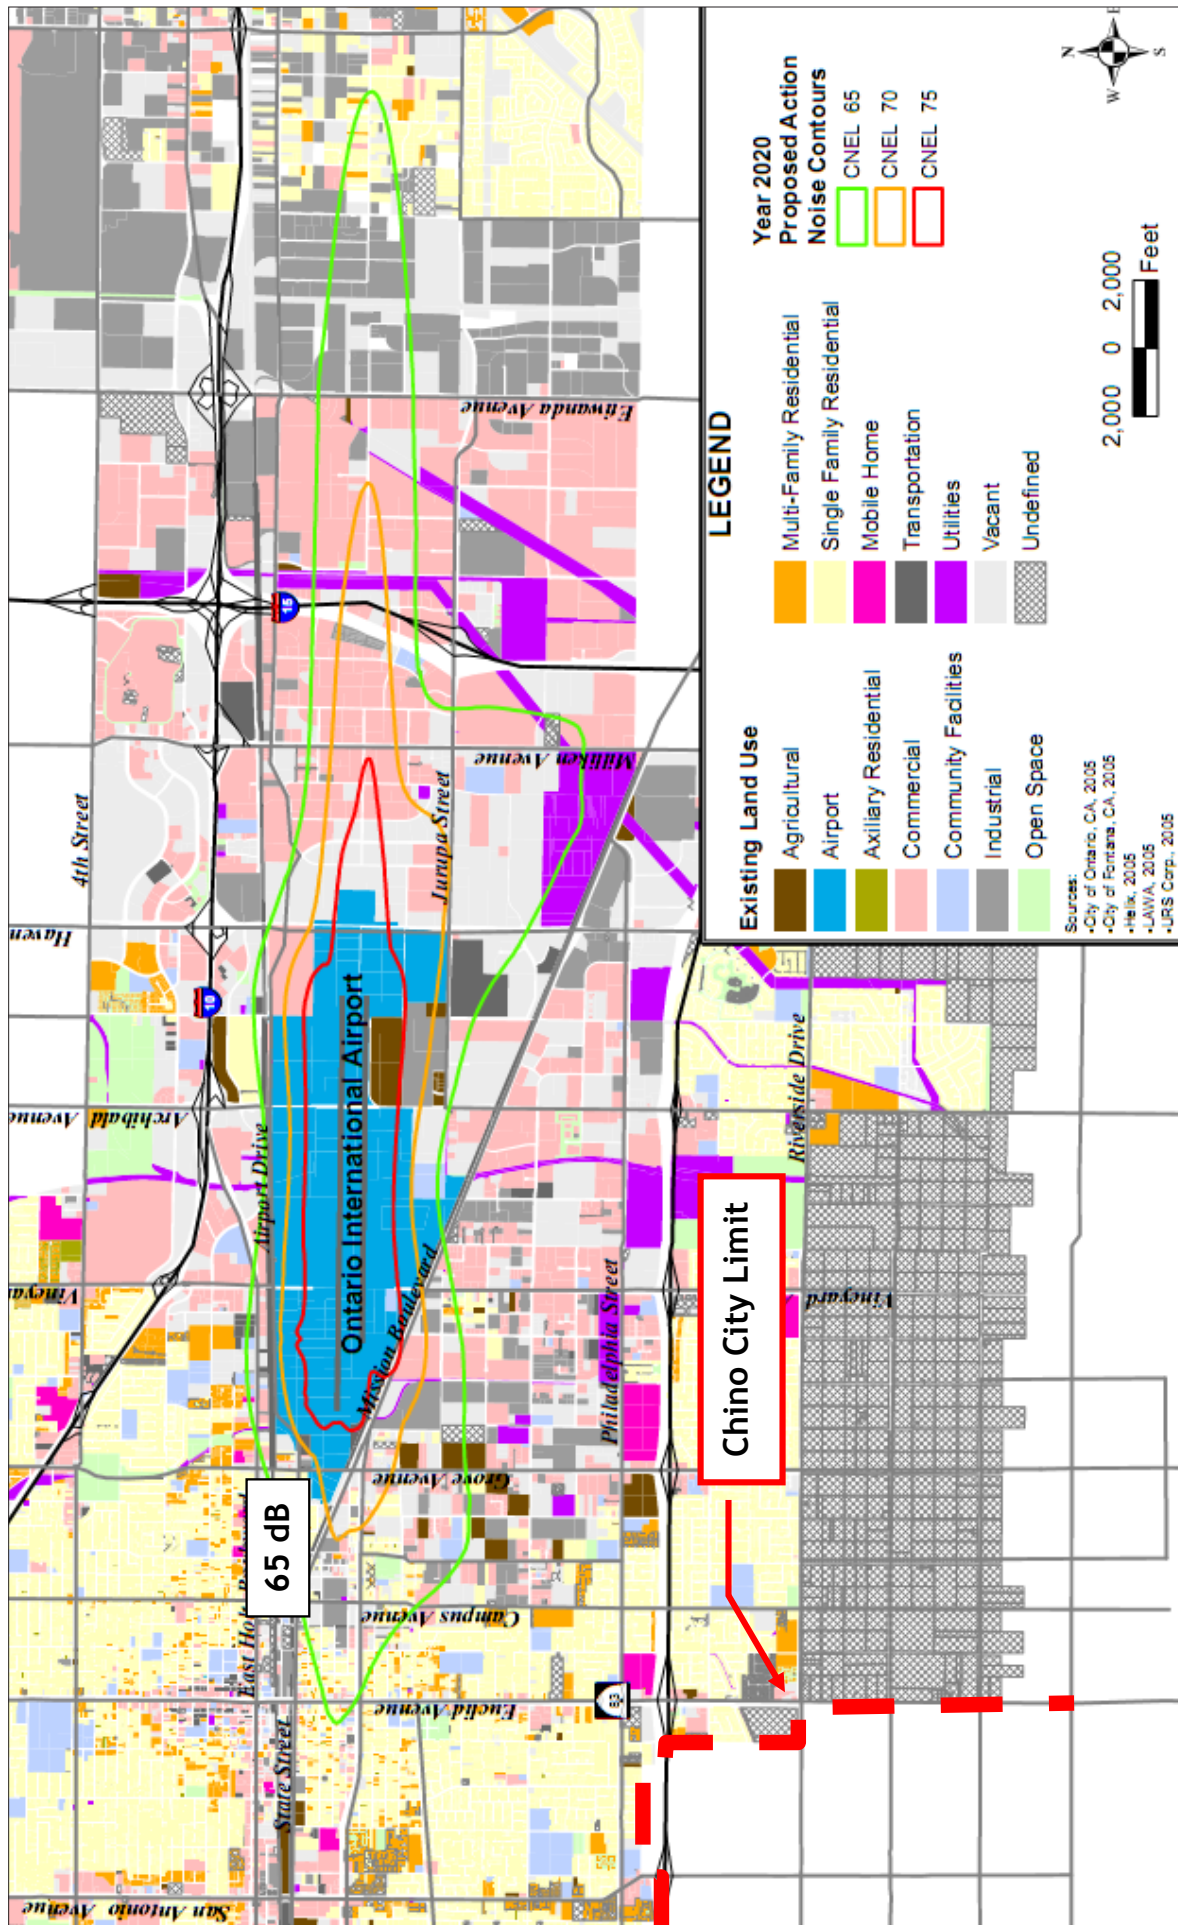 4th Street
Haven
Archibald
Avenue
Vineyar
10
15
Airport Drive
Ontario International Airport
Mission Boulevard
Jurupa Street
Milliken Avenue
Etiwanda Avenue
65 dB
East Ho
State Street
San Antonio Avenue
Euclid Avenue
Campus Avenue
Grove Avenue
Philadelphia Street
83
Riverside Drive
Vineyard
Chino City Limit
LEGEND
Existing Land Use
Agricultural
Airport
Axiliary Residential
Commercial
Community Facilities
Industrial
Open Space
Multi-Family Residential
Single Family Residential
Mobile Home
Transportation
Utilities
Vacant
Undefined
Year 2020
Proposed Action
Noise Contours
CNEL 65
CNEL 70
CNEL 75
Sources:
•City of Ontario, CA, 2005
•City of Fontana, CA, 2005
•Helix, 2005
•LAWA, 2005
•URS Corp., 2005
2,000 0 2,000
Feet
N
W
E
S